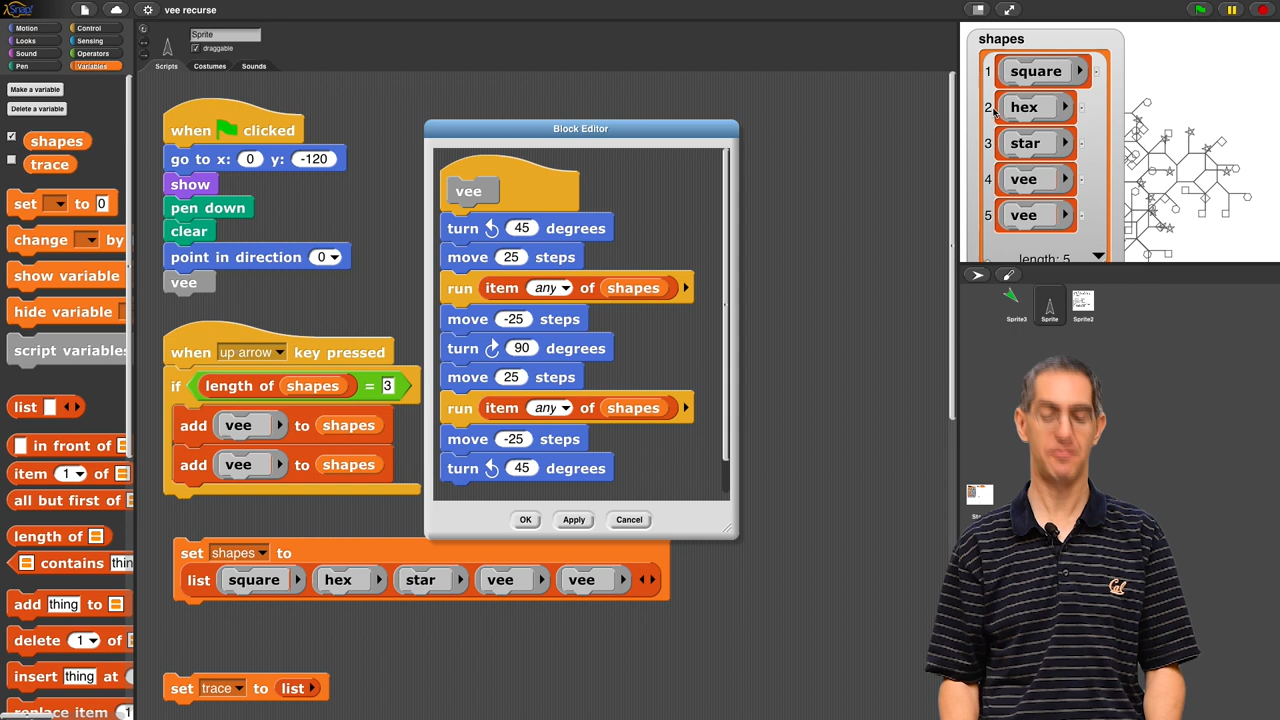 Snap!
vee recurse
Motion
Control
Looks
Sensing
Sound
Operators
Pen
Variables
Make a variable
Delete a variable
shapes
trace
set to 0
change by
show variable
hide variable
script variables
list
in front of
item 1 of
all but first of
length of
contains thin
add thing to
delete 1 of
insert thing at
replace item 1
Sprite
draggable
Scripts Costumes Sounds
when clicked
go to x: 0 y: -120
show
pen down
clear
point in direction 0
vee
when up arrow key pressed
if length of shapes = 3
add vee to shapes
add vee to shapes
set shapes to
list square hex star vee vee
set trace to list
Block Editor
vee
turn 45 degrees
move 25 steps
run item any of shapes
move -25 steps
turn 90 degrees
move 25 steps
run item any of shapes
move -25 steps
turn 45 degrees
OK Apply Cancel
shapes
1 square
2 hex
3 star
4 vee
5 vee
length: 5
Sprite3 Sprite Sprite2
Cal